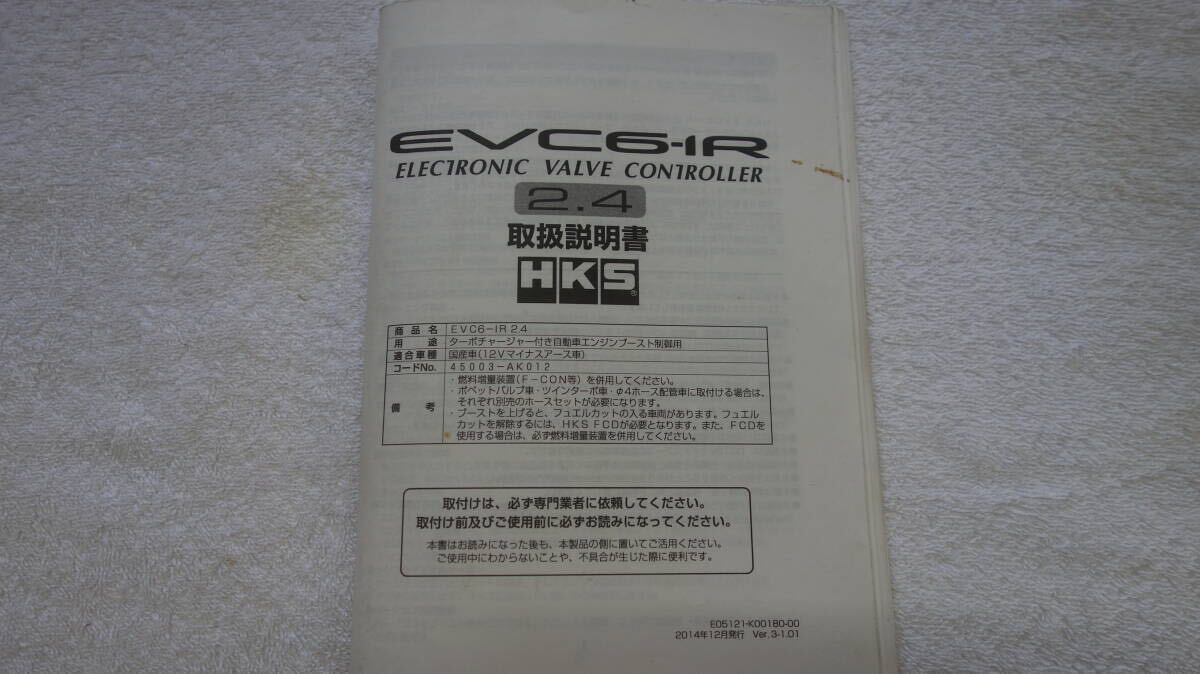 EVC6-IR
ELECTRONIC VALVE CONTROLLER
2.4
取扱説明書
HKS®
商品名 EVC6-IR 2.4
用途 ターボチャージャー付き自動車エンジンブースト制御用
適合車種 国産車(12Vマイナスアース車)
コードNo. 45003-AK012
備考
・燃料増量装置(F-CON等)を併用してください。
・ポペットバルブ車・ツインターボ車・φ4ホース配管車に取付ける場合は、
それぞれ別売のホースセットが必要になります。
・ブーストを上げると、フュエルカットの入る車両があります。フュエル
カットを解除するには、HKS FCDが必要となります。また、FCDを
使用する場合は、必ず燃料増量装置を併用してください。
取付けは、必ず専門業者に依頼してください。
取付け前及びご使用前に必ずお読みになってください。
本書はお読みになった後も、本製品の側に置いてご活用ください。
ご使用中にわからないことや、不具合が生じた際に便利です。
E05121-K00180-00
2014年12月発行 Ver.3-1.01